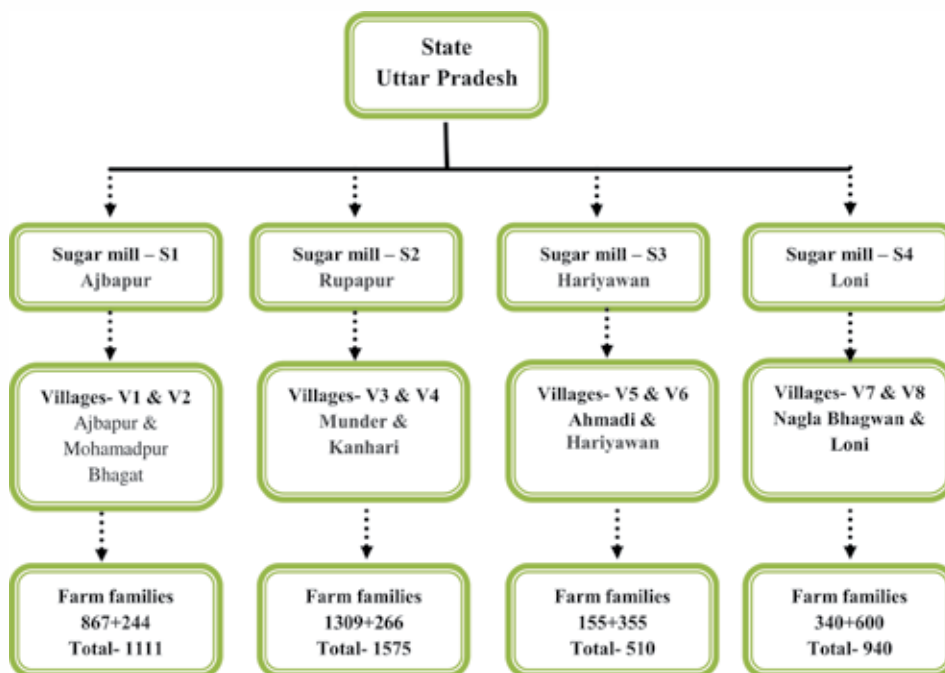 State
Uttar Pradesh
Sugar mill – S1
Ajbapur
Sugar mill – S2
Rupapur
Sugar mill – S3
Hariyawan
Sugar mill – S4
Loni
Villages- V1 & V2
Ajbapur &
Mohamadpur
Bhagat
Villages- V3 & V4
Munder &
Kanhari
Villages- V5 & V6
Ahmadi &
Hariyawan
Villages- V7 & V8
Nagla Bhagwan &
Loni
Farm families
867+244
Total- 1111
Farm families
1309+266
Total- 1575
Farm families
155+355
Total- 510
Farm families
340+600
Total- 940